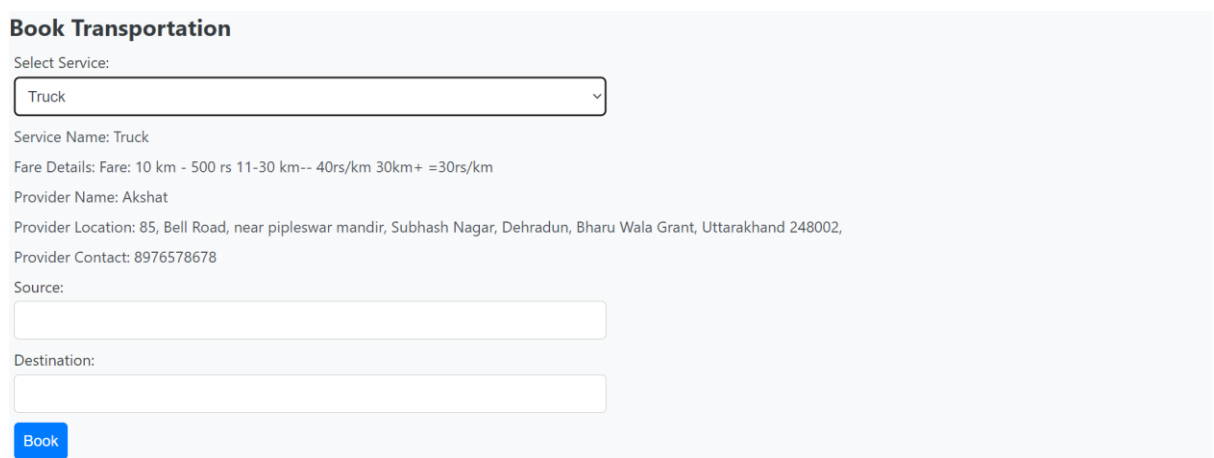 Book Transportation
Select Service:
Truck
Service Name: Truck
Fare Details: Fare: 10 km - 500 rs 11-30 km-- 40rs/km 30km+ =30rs/km
Provider Name: Akshat
Provider Location: 85, Bell Road, near pipleswar mandir, Subhash Nagar, Dehradun, Bharu Wala Grant, Uttarakhand 248002,
Provider Contact: 8976578678
Source:
Destination:
Book